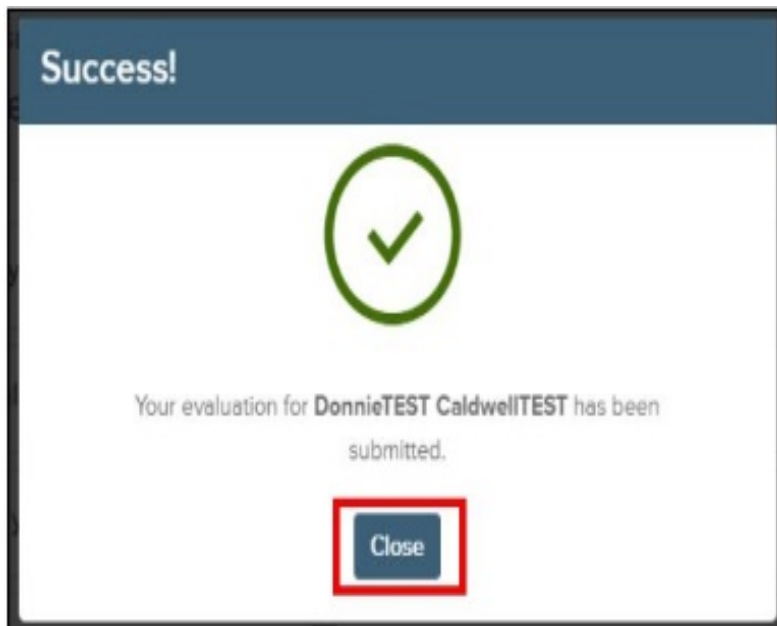 Success!
Your evaluation for DonnieTEST CaldwellTEST has been
submitted.
Close